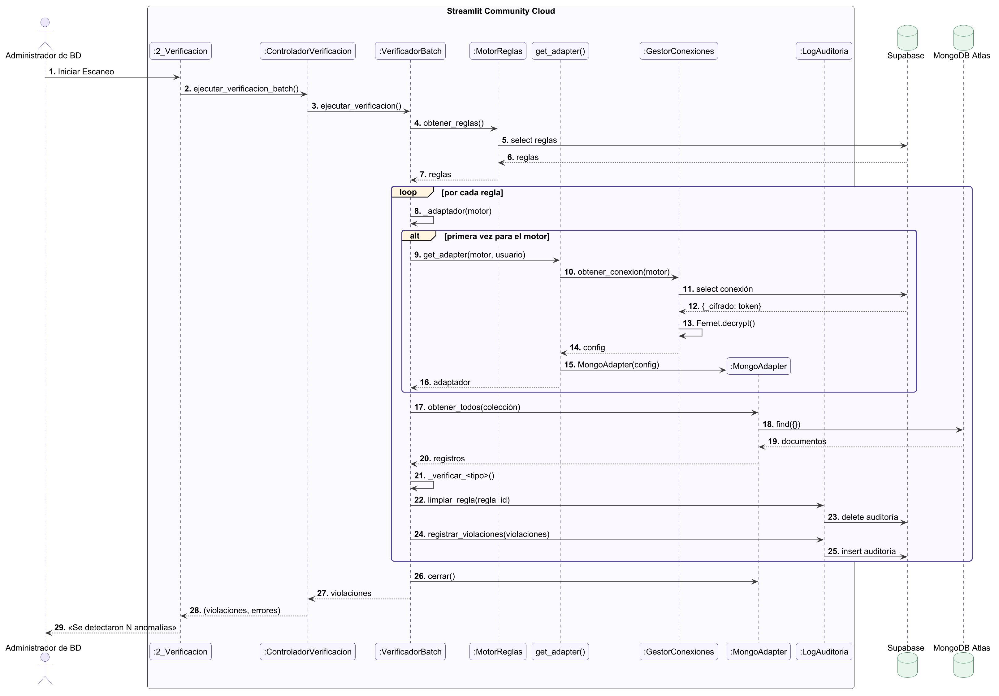 Streamlit Community Cloud
Administrador de BD
:2_Verificacion
:ControladorVerificacion
:VerificadorBatch
:MotorReglas
get_adapter()
:GestorConexiones
:LogAuditoria
Supabase
MongoDB Atlas
1. Iniciar Escaneo
2. ejecutar_verificacion_batch()
3. ejecutar_verificacion()
4. obtener_reglas()
5. select reglas
6. reglas
7. reglas
loop [por cada regla]
8. _adaptador(motor)
alt [primera vez para el motor]
9. get_adapter(motor, usuario)
10. obtener_conexion(motor)
11. select conexión
12. {_cifrado: token}
13. Fernet.decrypt()
14. config
15. MongoAdapter(config)
:MongoAdapter
16. adaptador
17. obtener_todos(colección)
18. find({})
19. documentos
20. registros
21. _verificar_<tipo>()
22. limpiar_regla(regla_id)
23. delete auditoría
24. registrar_violaciones(violaciones)
25. insert auditoría
26. cerrar()
27. violaciones
28. (violaciones, errores)
29. «Se detectaron N anomalías»
Administrador de BD
:2_Verificacion
:ControladorVerificacion
:VerificadorBatch
:MotorReglas
get_adapter()
:GestorConexiones
:MongoAdapter
:LogAuditoria
Supabase
MongoDB Atlas